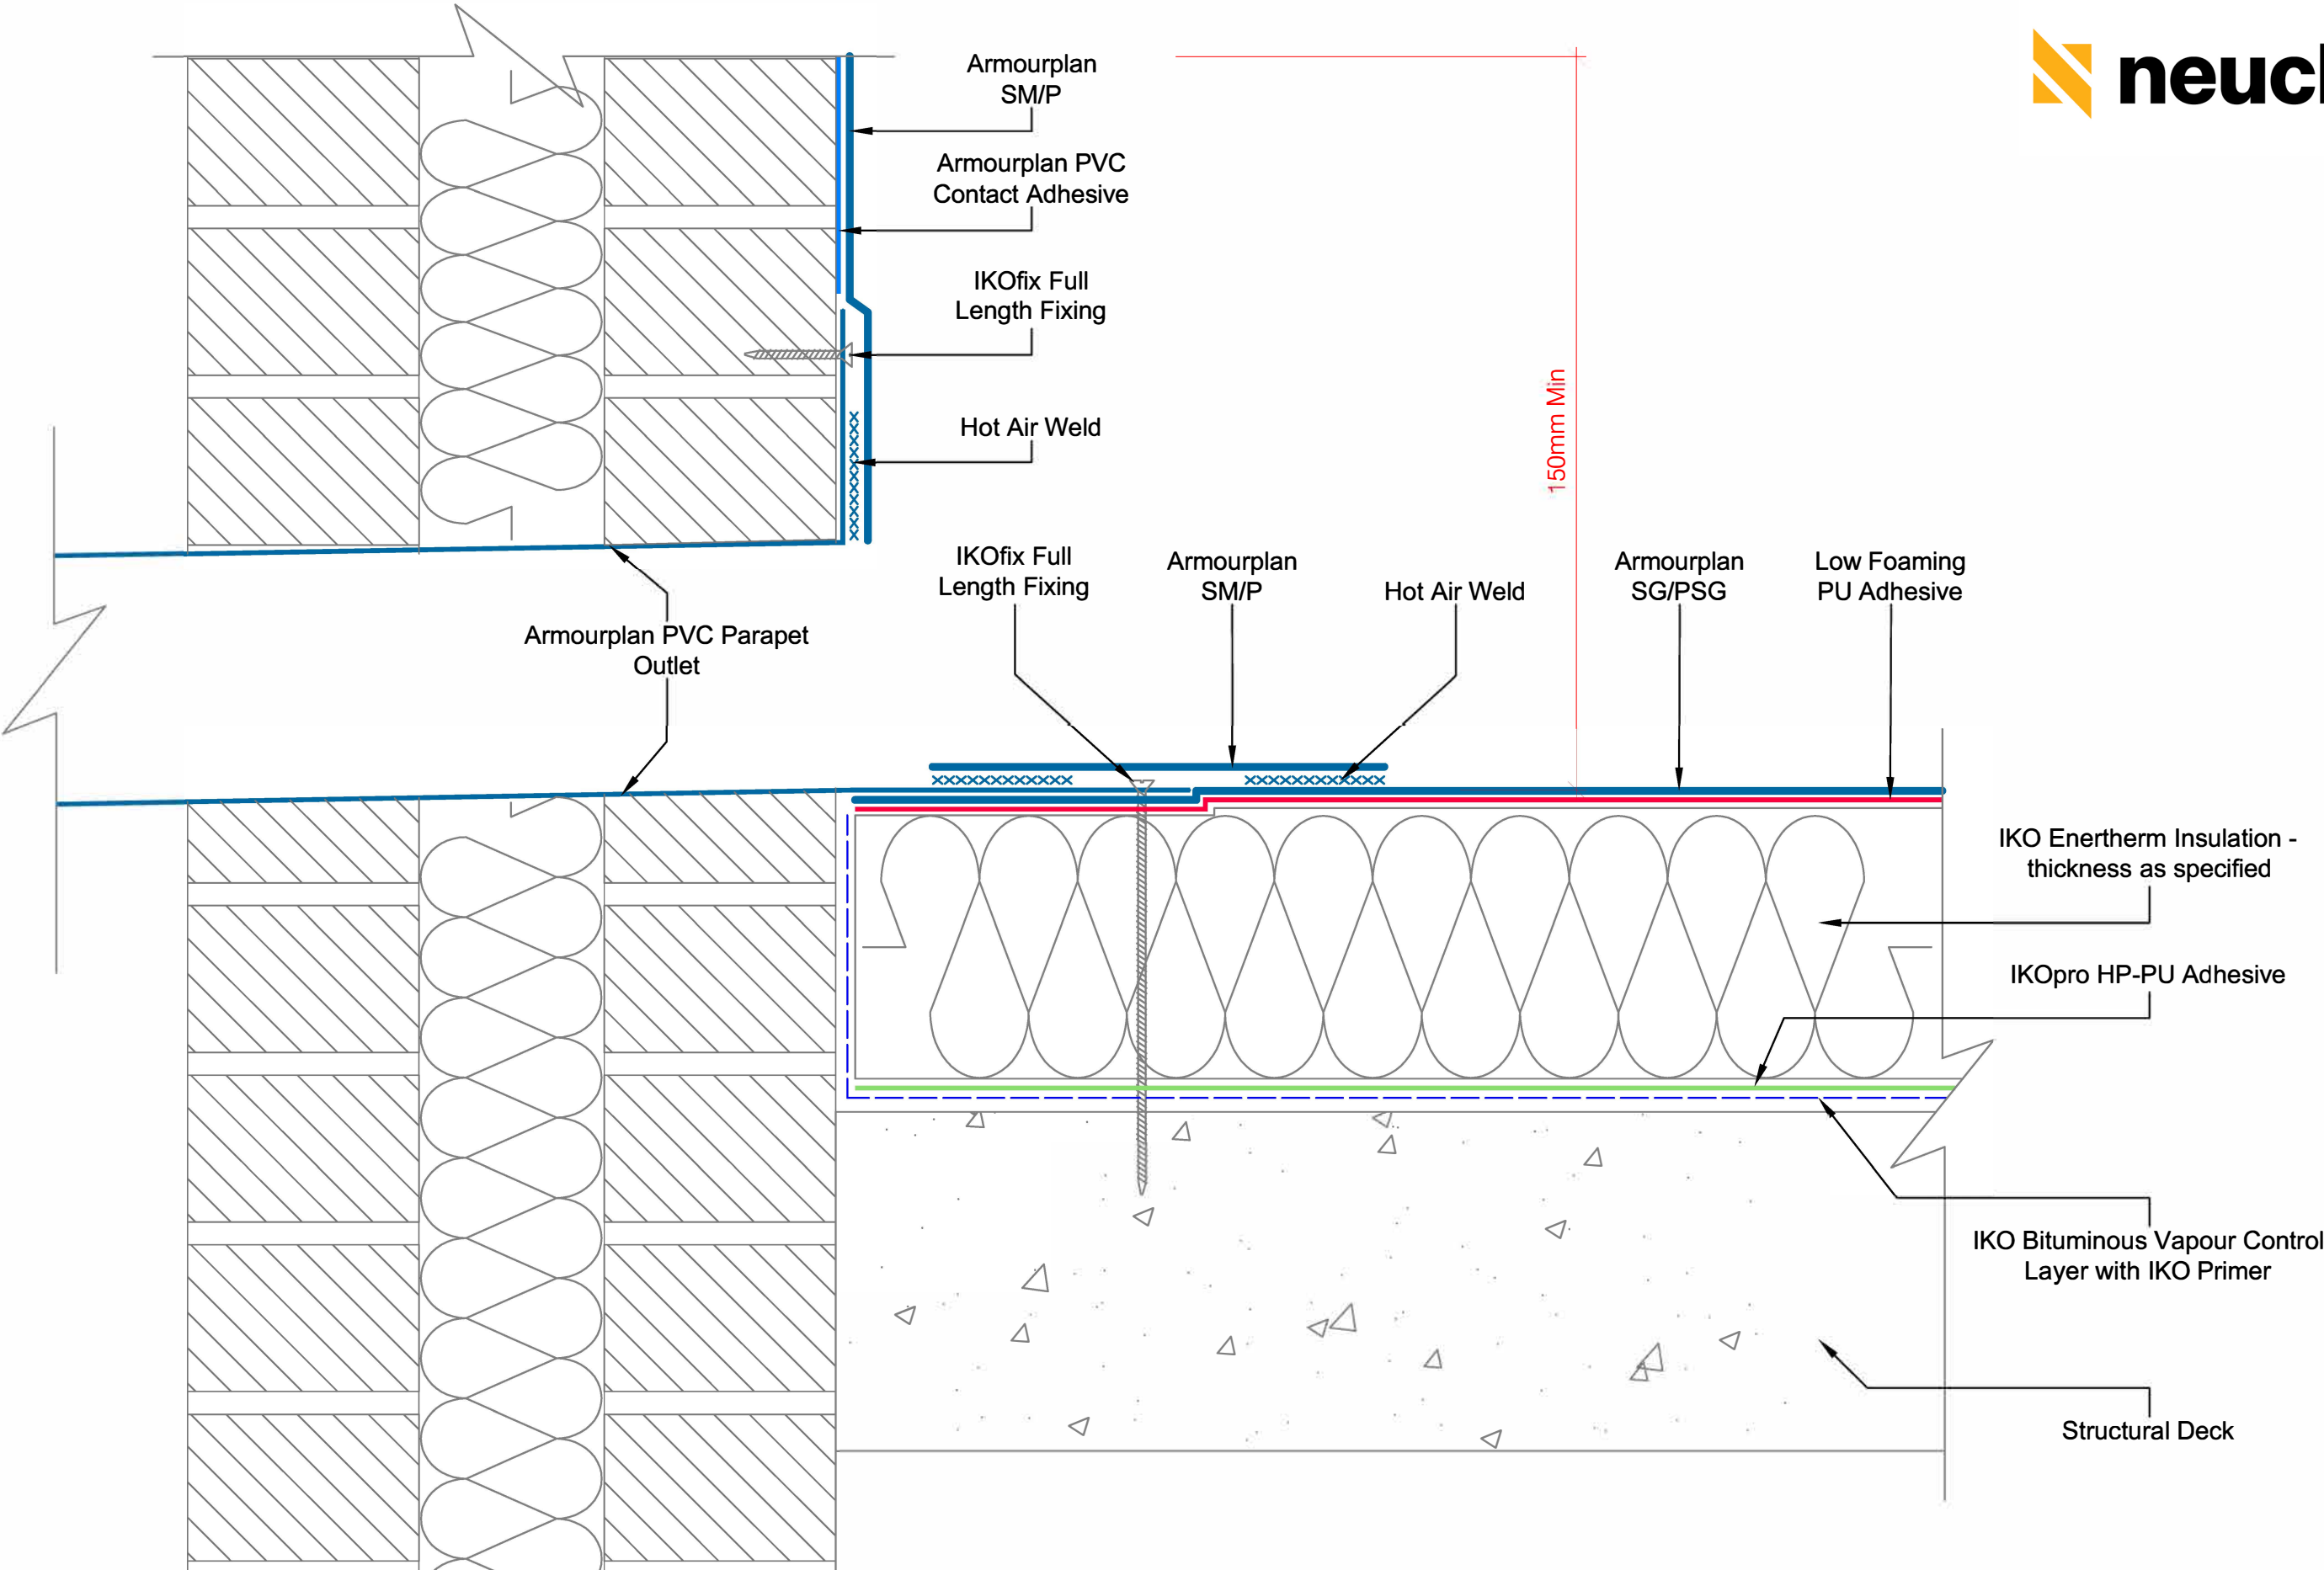 Armourplan
SM/P
Armourplan PVC
Contact Adhesive
IKOfix Full
Length Fixing
Hot Air Weld
150mm Min
IKOfix Full
Length Fixing
Armourplan
SM/P
Hot Air Weld
Armourplan
SG/PSG
Low Foaming
PU Adhesive
Armourplan PVC Parapet
Outlet
IKO Enertherm Insulation -
thickness as specified
IKOpro HP-PU Adhesive
IKO Bituminous Vapour Control
Layer with IKO Primer
Structural Deck